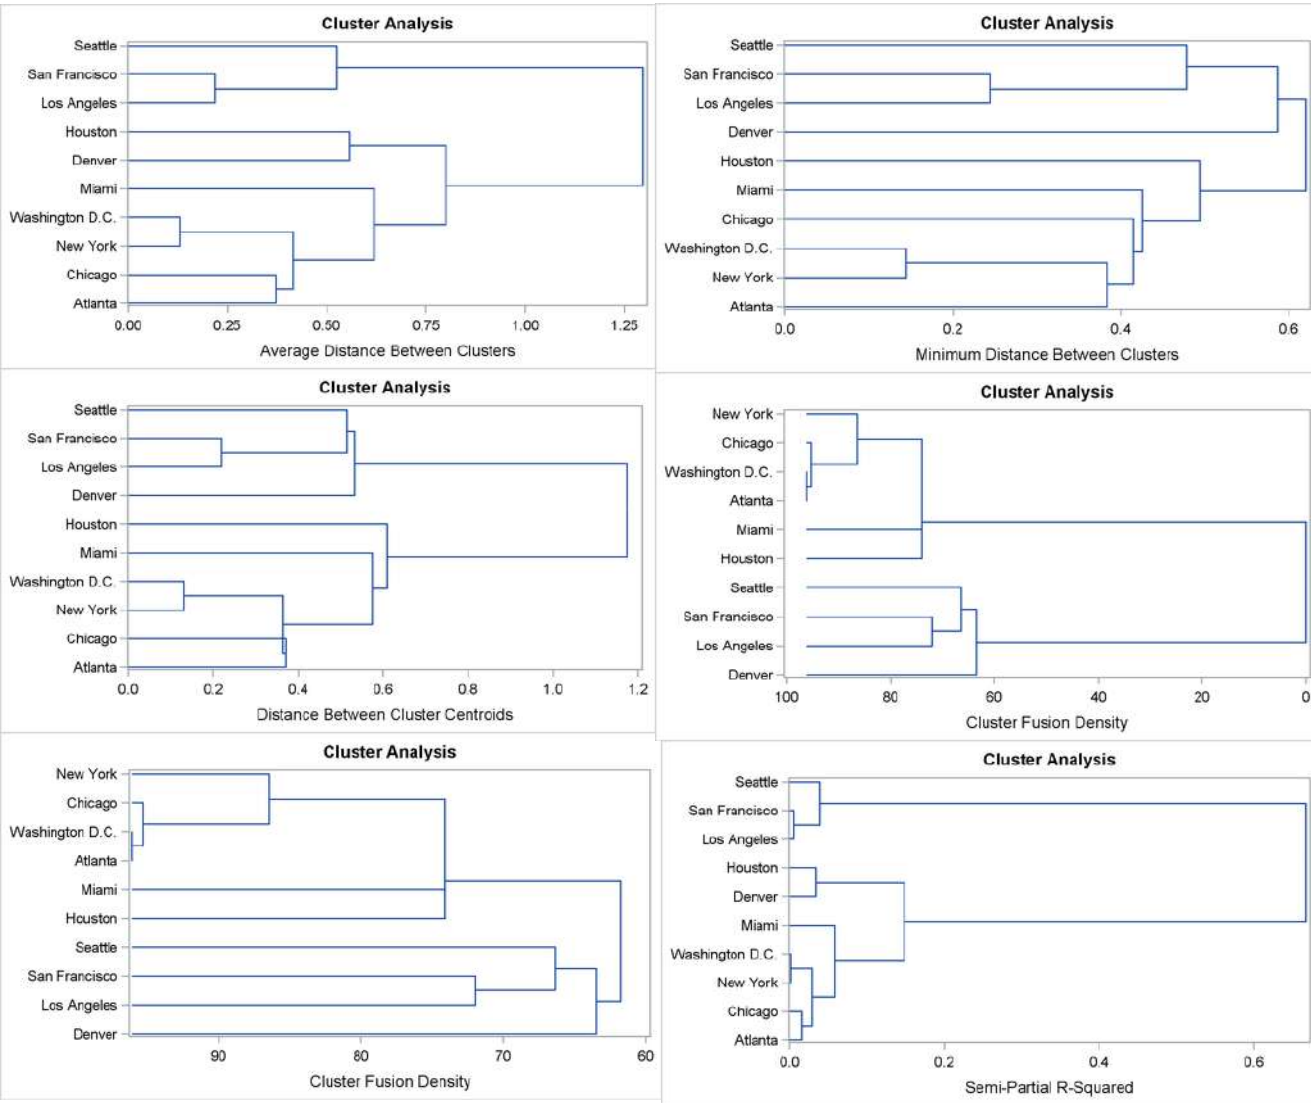 Cluster Analysis
Seattle
San Francisco
Los Angeles
Houston
Denver
Miami
Washington D.C.
New York
Chicago
Atlanta
0.00 0.25 0.50 0.75 1.00 1.25
Average Distance Between Clusters
Cluster Analysis
Seattle
San Francisco
Los Angeles
Denver
Houston
Miami
Chicago
Washington D.C.
New York
Atlanta
0.0 0.2 0.4 0.6
Minimum Distance Between Clusters
Cluster Analysis
Seattle
San Francisco
Los Angeles
Denver
Houston
Miami
Washington D.C.
New York
Chicago
Atlanta
0.0 0.2 0.4 0.6 0.8 1.0 1.2
Distance Between Cluster Centroids
Cluster Analysis
New York
Chicago
Washington D.C.
Atlanta
Miami
Houston
Seattle
San Francisco
Los Angeles
Denver
100 80 60 40 20 0
Cluster Fusion Density
Cluster Analysis
New York
Chicago
Washington D.C.
Atlanta
Miami
Houston
Seattle
San Francisco
Los Angeles
Denver
90 80 70 60
Cluster Fusion Density
Cluster Analysis
Seattle
San Francisco
Los Angeles
Houston
Denver
Miami
Washington D.C.
New York
Chicago
Atlanta
0.0 0.2 0.4 0.6
Semi-Partial R-Squared